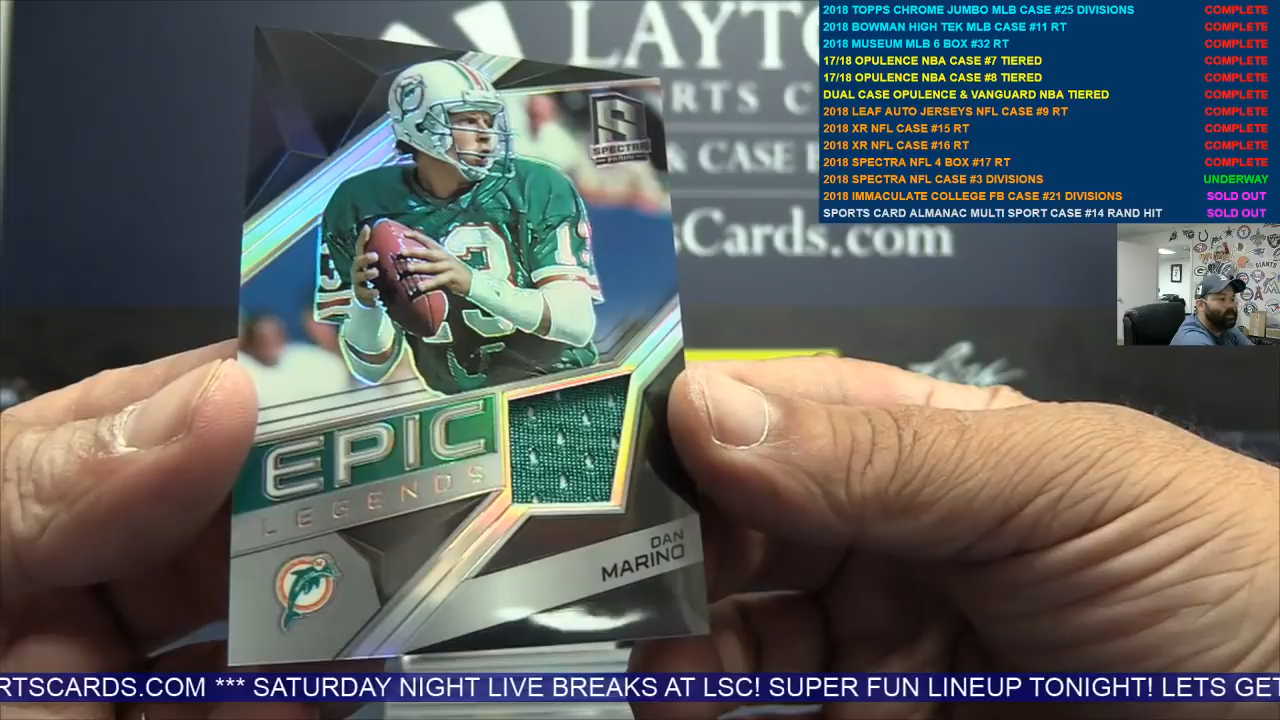 LAYTO
RTS C
& CASE
sCards.com
SPECTRA
PANINI
13
EPIC
LEGENDS
DAN
MARINO
2018 TOPPS CHROME JUMBO MLB CASE #25 DIVISIONS COMPLETE
2018 BOWMAN HIGH TEK MLB CASE #11 RT COMPLETE
2018 MUSEUM MLB 6 BOX #32 RT COMPLETE
17/18 OPULENCE NBA CASE #7 TIERED COMPLETE
17/18 OPULENCE NBA CASE #8 TIERED COMPLETE
DUAL CASE OPULENCE & VANGUARD NBA TIERED COMPLETE
2018 LEAF AUTO JERSEYS NFL CASE #9 RT COMPLETE
2018 XR NFL CASE #15 RT COMPLETE
2018 XR NFL CASE #16 RT COMPLETE
2018 SPECTRA NFL 4 BOX #17 RT COMPLETE
2018 SPECTRA NFL CASE #3 DIVISIONS UNDERWAY
2018 IMMACULATE COLLEGE FB CASE #21 DIVISIONS SOLD OUT
SPORTS CARD ALMANAC MULTI SPORT CASE #14 RAND HIT SOLD OUT
RTSCARDS.COM *** SATURDAY NIGHT LIVE BREAKS AT LSC! SUPER FUN LINEUP TONIGHT! LETS GET